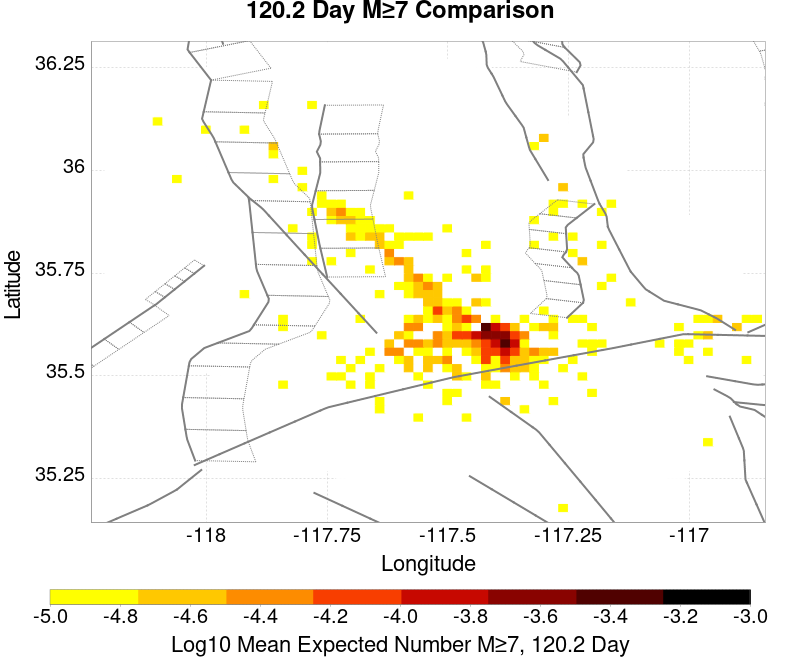 120.2 Day M≥7 Comparison
36.25
36
35.75
35.5
35.25
Latitude
-118 -117.75 -117.5 -117.25 -117
Longitude
-5.0 -4.8 -4.6 -4.4 -4.2 -4.0 -3.8 -3.6 -3.4 -3.2 -3.0
Log10 Mean Expected Number M≥7, 120.2 Day